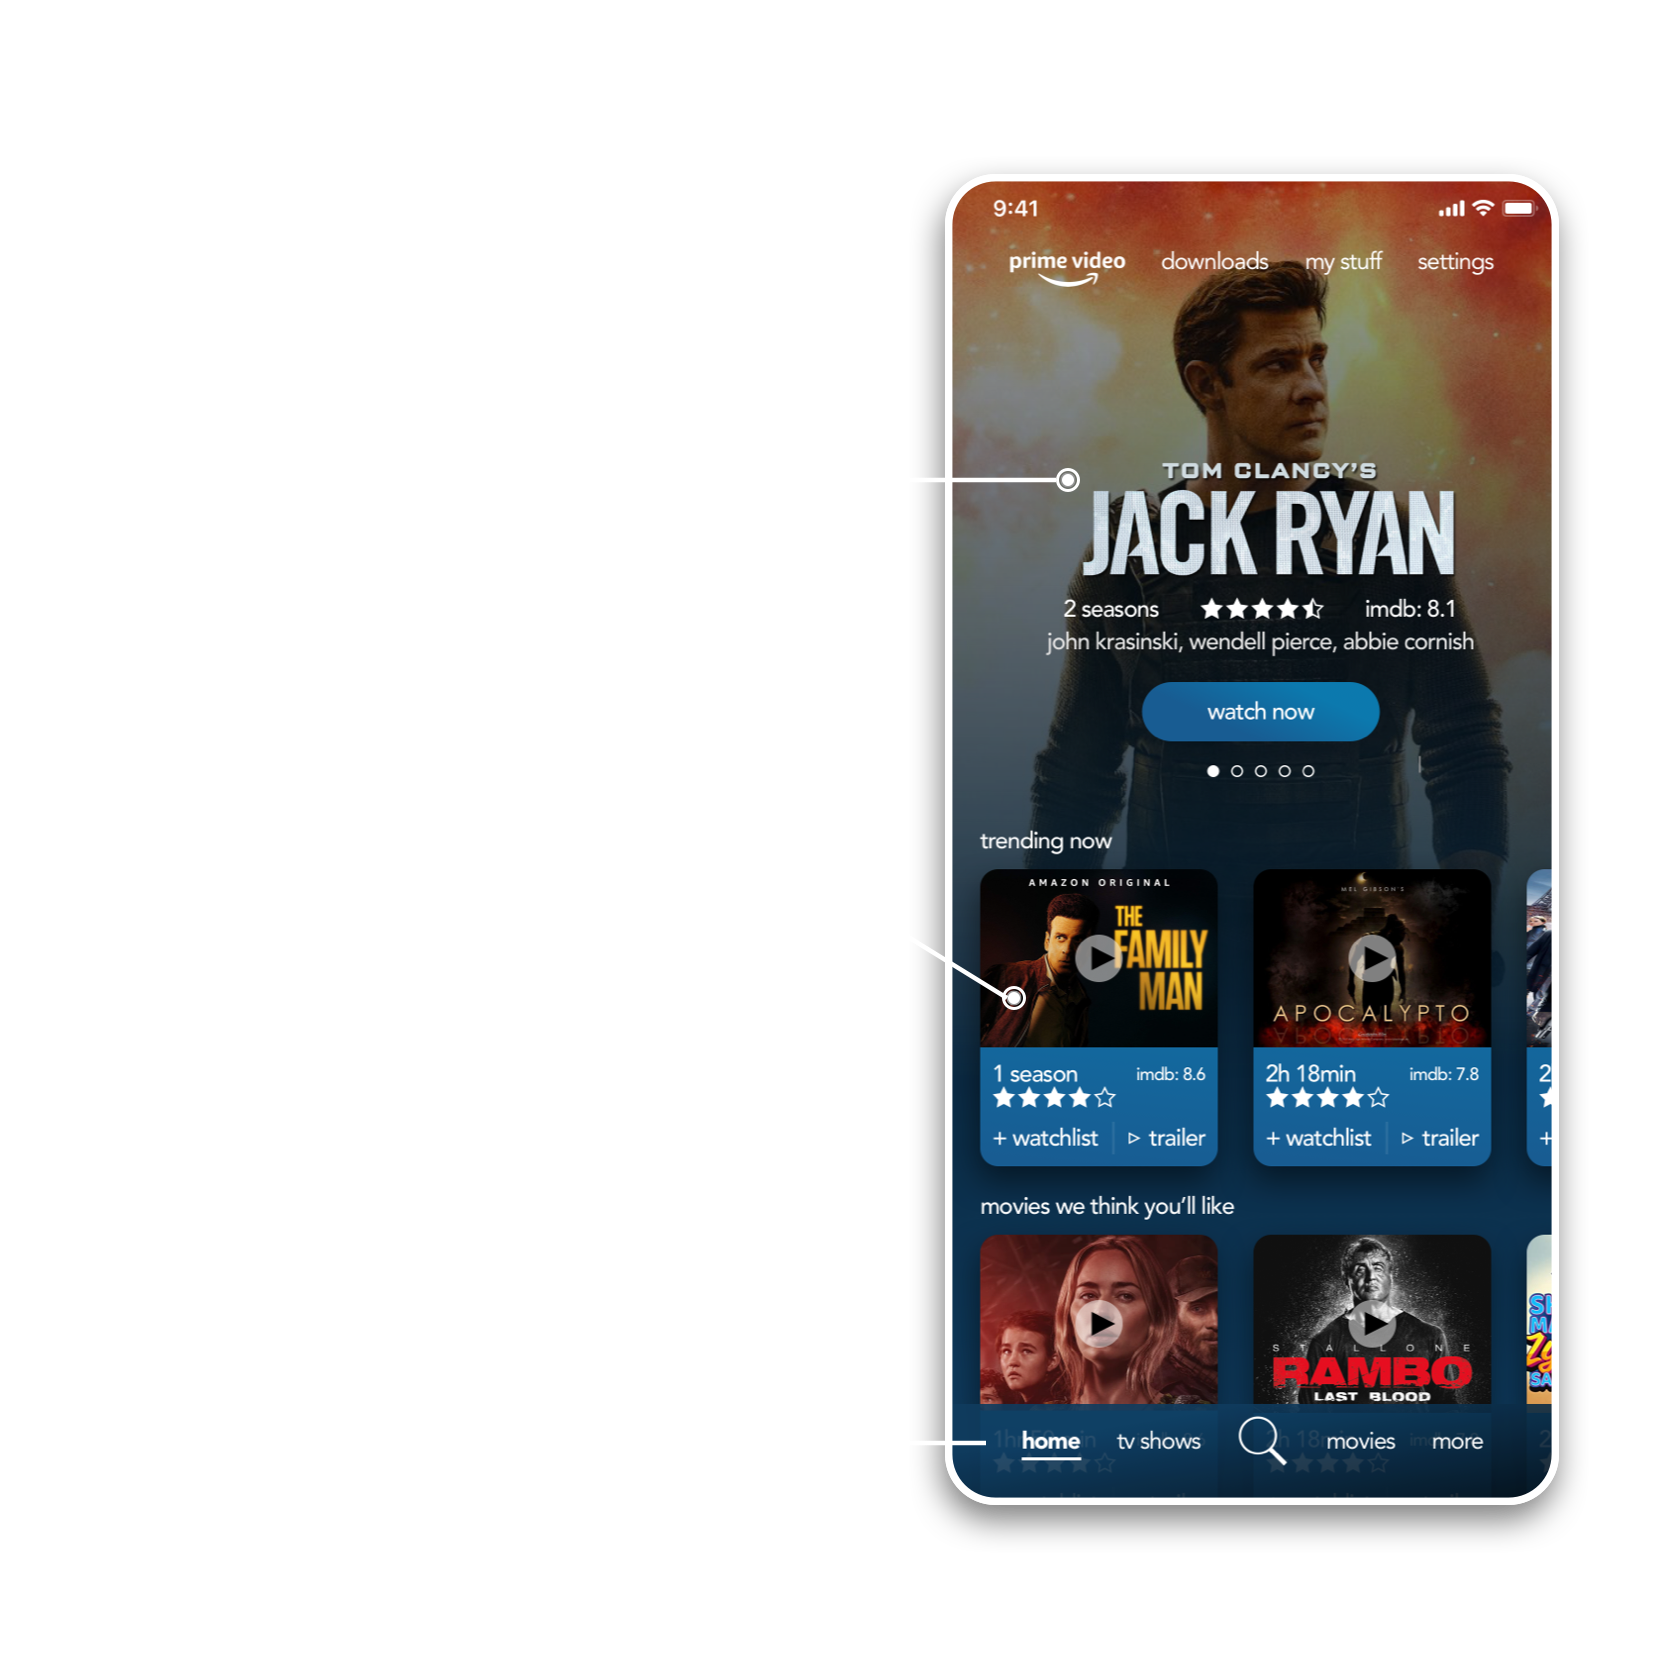 9:41
prime video downloads my stuff settings
TOM CLANCY'S
JACK RYAN
2 seasons imdb: 8.1
john krasinski, wendell pierce, abbie cornish
watch now
trending now
AMAZON ORIGINAL
THE
FAMILY
MAN
MEL GIBSON'S
APOCALYPTO
1 season imdb: 8.6
+ watchlist trailer
2h 18min imdb: 7.8
+ watchlist trailer
2
+
movies we think you'll like
STALLONE
RAMBO
LAST BLOOD
home tv shows movies more